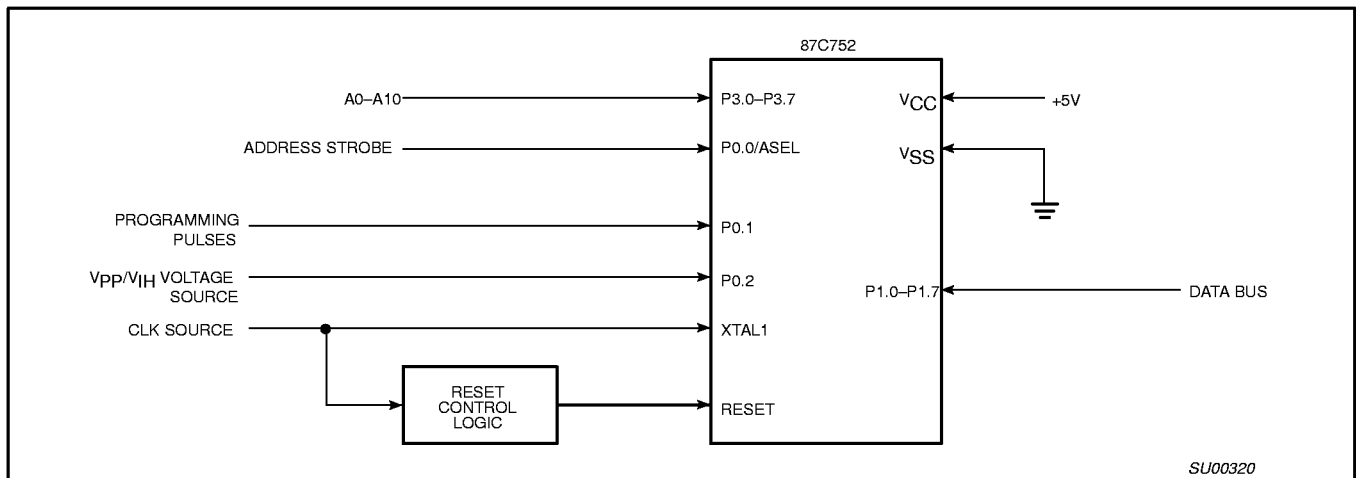 87C752
A0–A10
P3.0–P3.7
VCC
+5V
ADDRESS STROBE
P0.0/ASEL
VSS
PROGRAMMING
PULSES
P0.1
VPP/VIH VOLTAGE
SOURCE
P0.2
P1.0–P1.7
DATA BUS
CLK SOURCE
XTAL1
RESET
CONTROL
LOGIC
RESET
SU00320